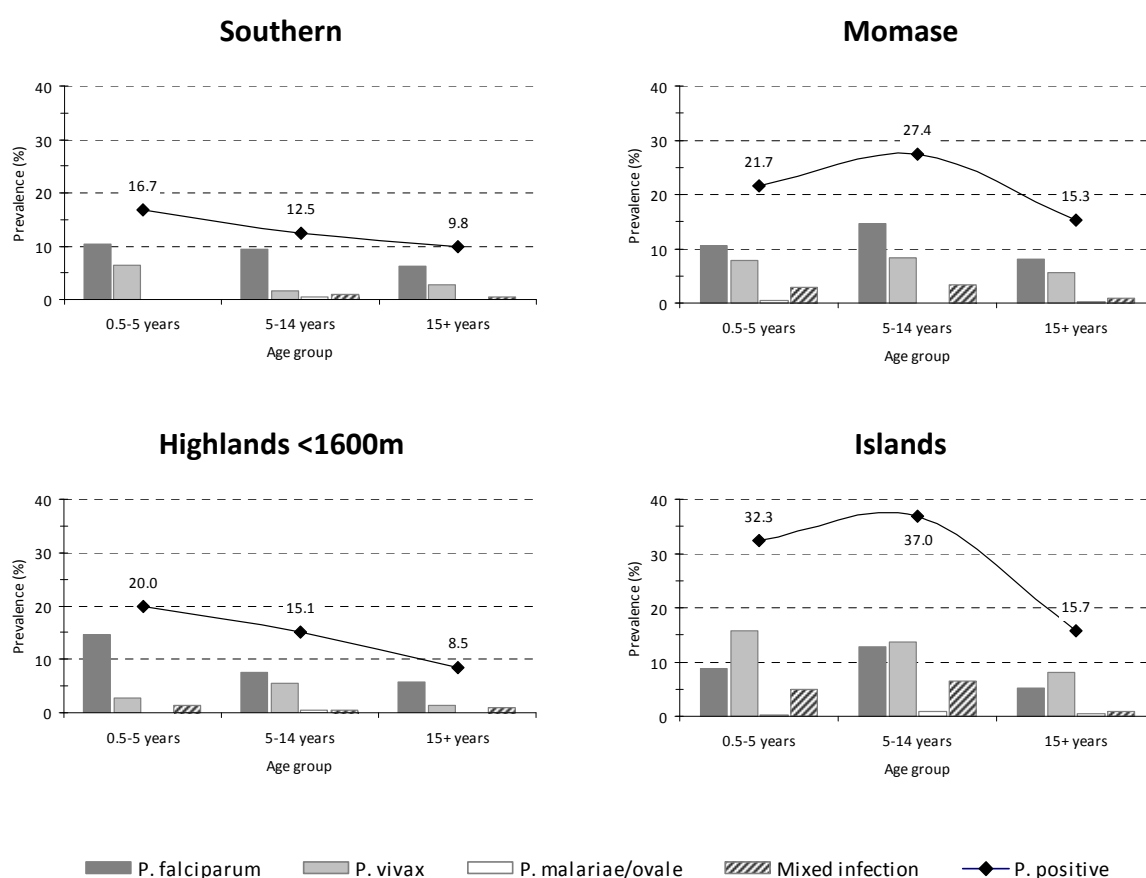 Southern
Prevalence (%)
40
30
20
10
0
16.7
12.5
9.8
0.5-5 years
5-14 years
15+ years
Age group
Momase
Prevalence (%)
40
30
20
10
0
21.7
27.4
15.3
0.5-5 years
5-14 years
15+ years
Age group
Highlands <1600m
Prevalence (%)
40
30
20
10
0
20.0
15.1
8.5
0.5-5 years
5-14 years
15+ years
Age group
Islands
Prevalence (%)
40
30
20
10
0
32.3
37.0
15.7
0.5-5 years
5-14 years
15+ years
Age group
P. falciparum P. vivax P. malariae/ovale Mixed infection P. positive